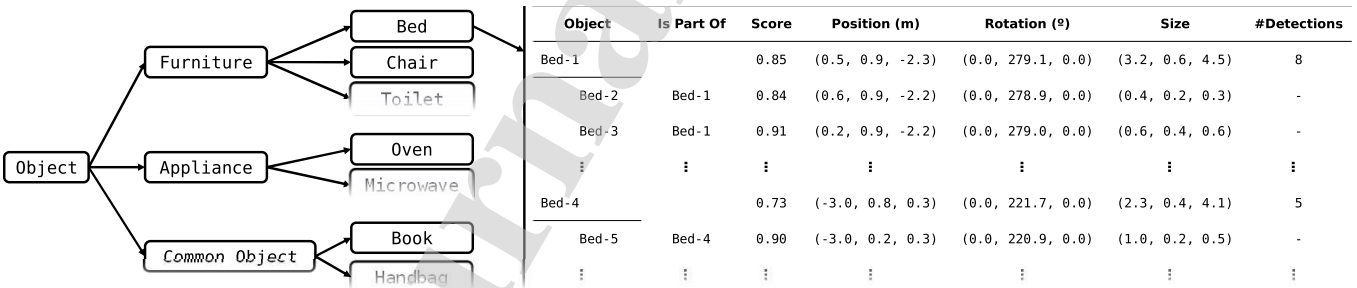 Object
Furniture
Appliance
Common Object
Bed
Chair
Toilet
Oven
Microwave
Book
Handbag
Object Is Part Of Score Position (m) Rotation (º) Size #Detections
Bed-1 0.85 (0.5, 0.9, -2.3) (0.0, 279.1, 0.0) (3.2, 0.6, 4.5) 8
Bed-2 Bed-1 0.84 (0.6, 0.9, -2.2) (0.0, 278.9, 0.0) (0.4, 0.2, 0.3) -
Bed-3 Bed-1 0.91 (0.2, 0.9, -2.2) (0.0, 279.0, 0.0) (0.6, 0.4, 0.6) -
⋮ ⋮ ⋮ ⋮ ⋮ ⋮ ⋮
Bed-4 0.73 (-3.0, 0.8, 0.3) (0.0, 221.7, 0.0) (2.3, 0.4, 4.1) 5
Bed-5 Bed-4 0.90 (-3.0, 0.2, 0.3) (0.0, 220.9, 0.0) (1.0, 0.2, 0.5) -
⋮ ⋮ ⋮ ⋮ ⋮ ⋮ ⋮